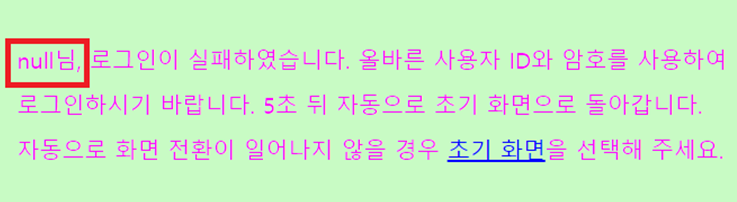 null님, 로그인이 실패하였습니다. 올바른 사용자 ID와 암호를 사용하여
로그인하시기 바랍니다. 5초 뒤 자동으로 초기 화면으로 돌아갑니다.
자동으로 화면 전환이 일어나지 않을 경우 초기 화면을 선택해 주세요.